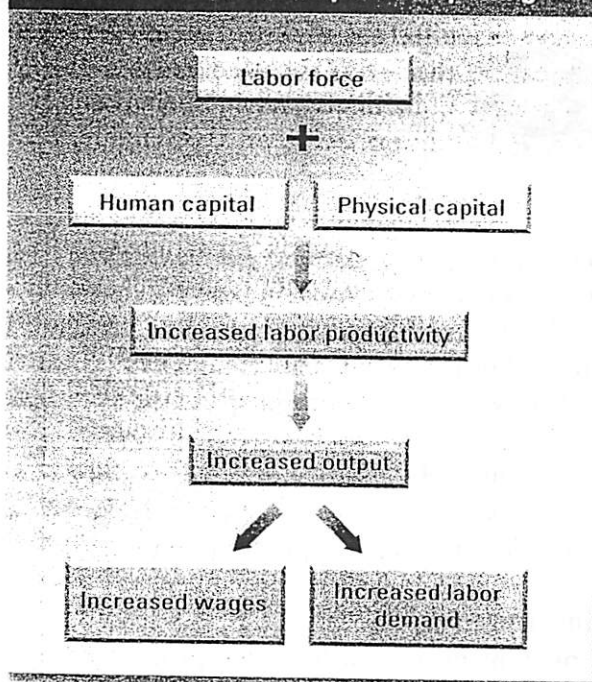 Labor force
+
Human capital Physical capital
Increased labor productivity
Increased output
Increased wages Increased labor
demand